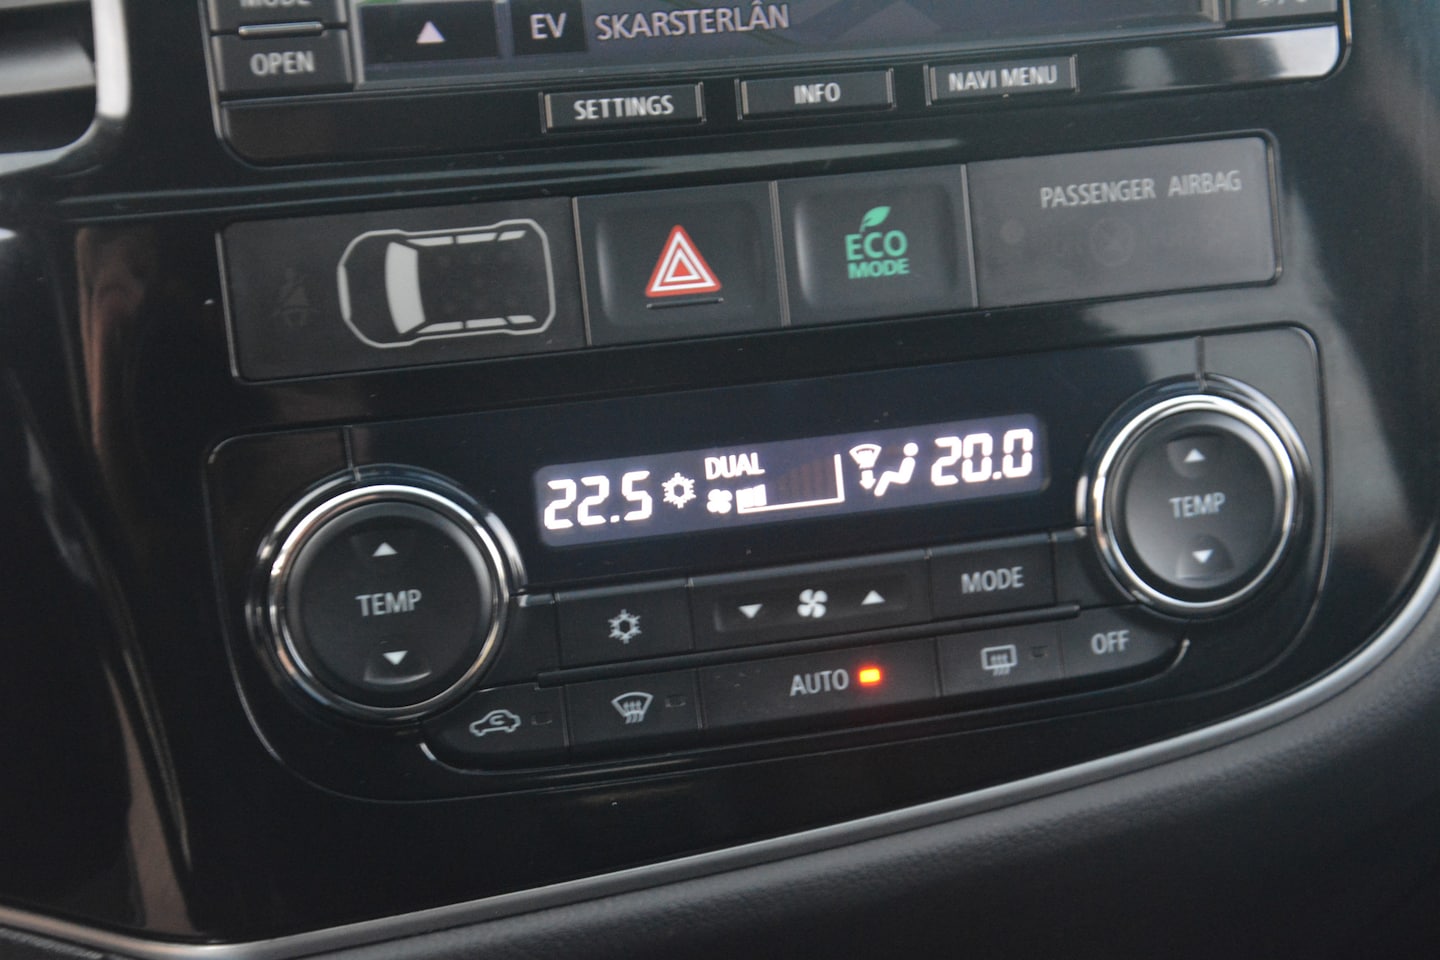 MODE
OPEN
EV SKARSTERLÂN
SETTINGS INFO NAVI MENU
ECO
MODE
PASSENGER AIRBAG
22.5 DUAL 20.0
TEMP
TEMP
MODE
AUTO
OFF